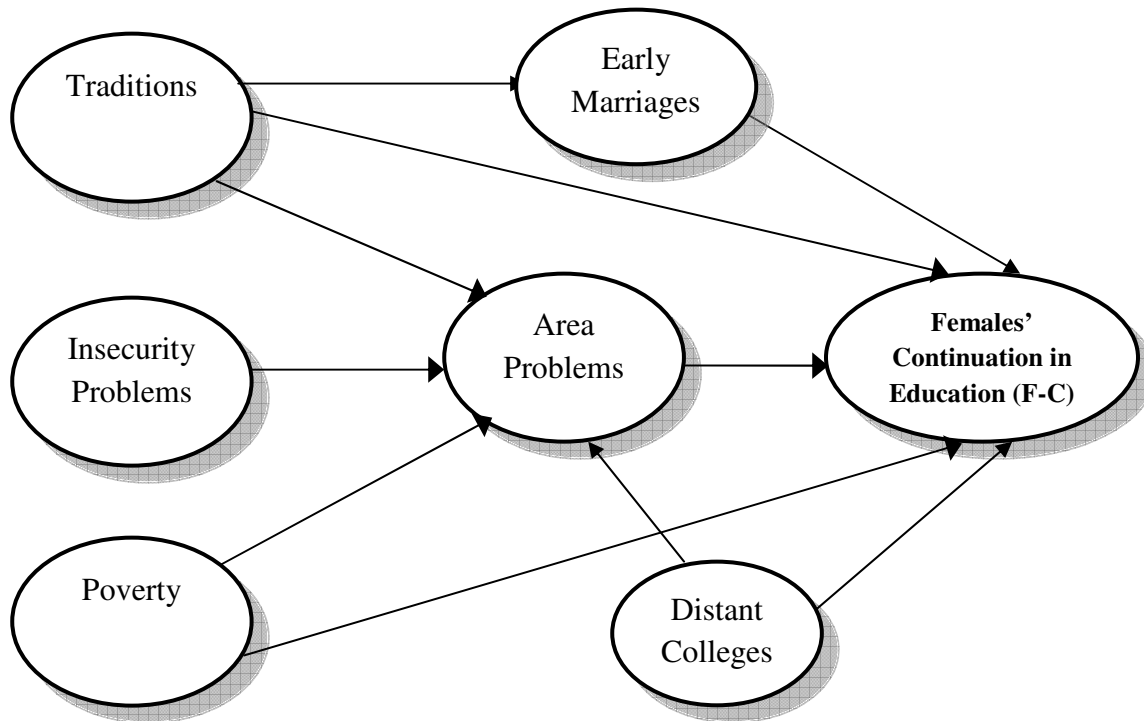 Traditions
Early
Marriages
Insecurity
Problems
Area
Problems
Females’
Continuation in
Education (F-C)
Poverty
Distant
Colleges